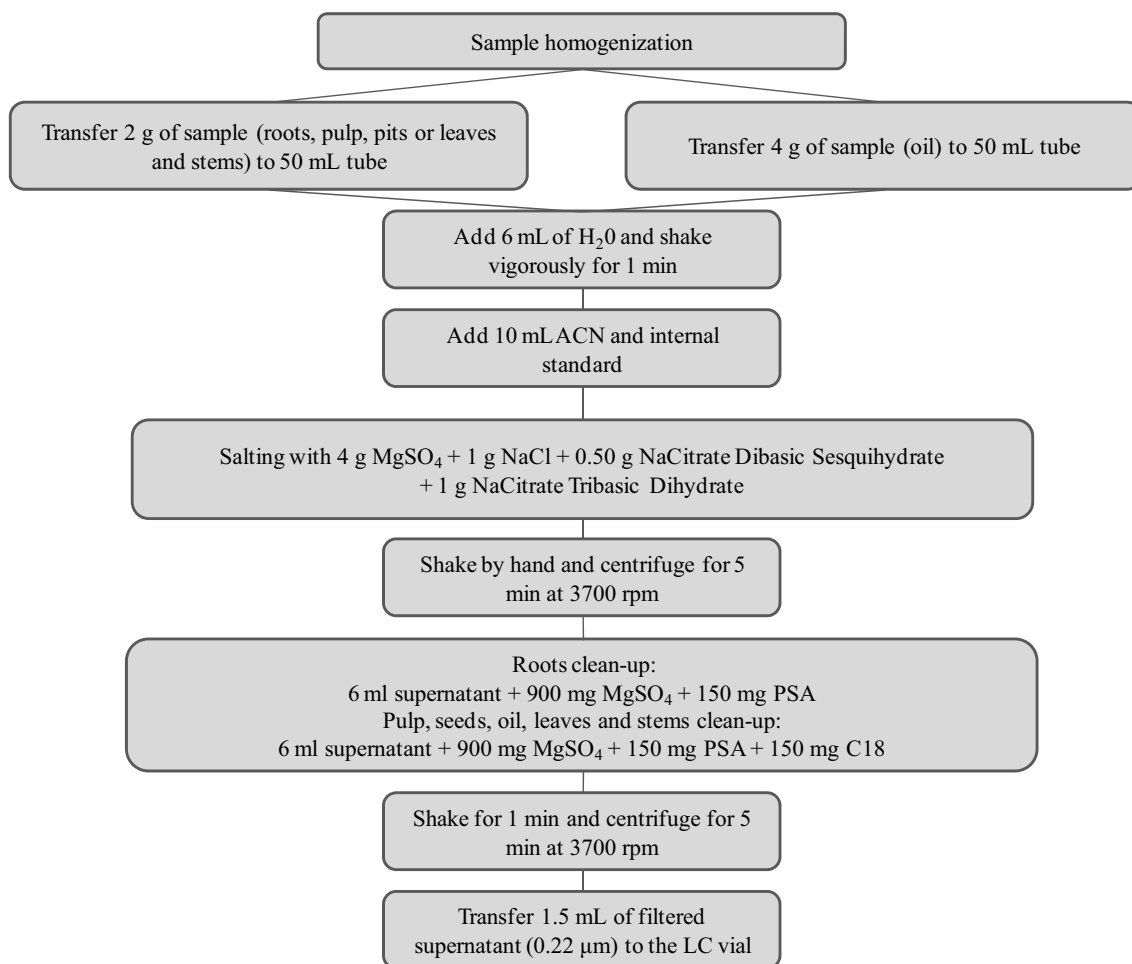 Sample homogenization
Transfer 2 g of sample (roots, pulp, pits or leaves
and stems) to 50 mL tube
Transfer 4 g of sample (oil) to 50 mL tube
Add 6 mL of H₂0 and shake
vigorously for 1 min
Add 10 mL ACN and internal
standard
Salting with 4 g MgSO₄ + 1 g NaCl + 0.50 g NaCitrate Dibasic Sesquihydrate
+ 1 g NaCitrate Tribasic Dihydrate
Shake by hand and centrifuge for 5
min at 3700 rpm
Roots clean-up:
6 ml supernatant + 900 mg MgSO₄ + 150 mg PSA
Pulp, seeds, oil, leaves and stems clean-up:
6 ml supernatant + 900 mg MgSO₄ + 150 mg PSA + 150 mg C18
Shake for 1 min and centrifuge for 5
min at 3700 rpm
Transfer 1.5 mL of filtered
supernatant (0.22 µm) to the LC vial